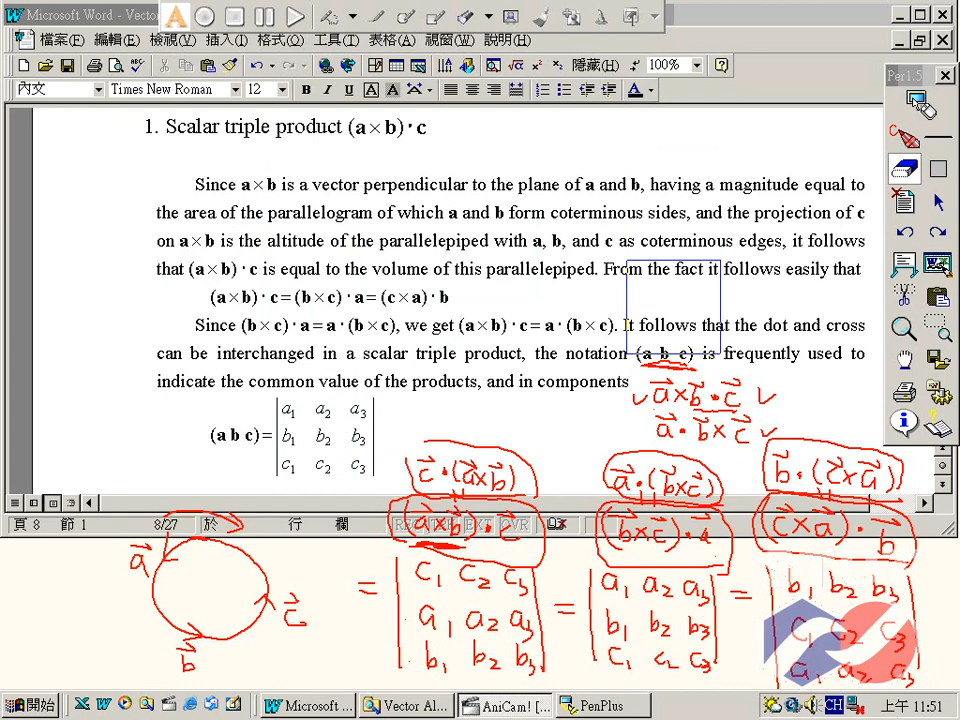 Microsoft Word - Vector
檔案(F) 編輯(E) 檢視(V) 插入(I) 格式(O) 工具(T) 表格(A) 視窗(W) 說明(H)
隱藏(H) 100%
內文 Times New Roman 12 B I U A A A A
Per1.5
1. Scalar triple product (a×b)·c
Since a×b is a vector perpendicular to the plane of a and b, having a magnitude equal to
the area of the parallelogram of which a and b form coterminous sides, and the projection of c
on a×b is the altitude of the parallelepiped with a, b, and c as coterminous edges, it follows
that (a×b)·c is equal to the volume of this parallelepiped. From the fact it follows easily that
(a×b)·c=(b×c)·a=(c×a)·b
Since (b×c)·a=a·(b×c), we get (a×b)·c=a·(b×c). It follows that the dot and cross
can be interchanged in a scalar triple product, the notation (a b c) is frequently used to
indicate the common value of the products, and in components
a⃗×b⃗·c⃗
a⃗·b⃗×c⃗
a₁ a₂ a₃
(a b c)= b₁ b₂ b₃
c₁ c₂ c₃
c⃗·(a⃗×b⃗) a⃗·(b⃗×c⃗) b⃗·(c⃗×a⃗)
頁 8 節 1 8/27 於 行 欄 REC TRK EXT OVR
(a⃗×b⃗)·c⃗ (b⃗×c⃗)·a⃗ (c⃗×a⃗)·b⃗
a⃗
b⃗
c⃗
= c₁ c₂ c₃ = a₁ a₂ a₃ = b₁ b₂ b₃
a₁ a₂ a₃ b₁ b₂ b₃ c₁ c₂ c₃
b₁ b₂ b₃ c₁ c₂ c₃ a₁ a₂ a₃
開始 Microsoft ... Vector Al... AniCam! [... PenPlus CH 上午 11:51